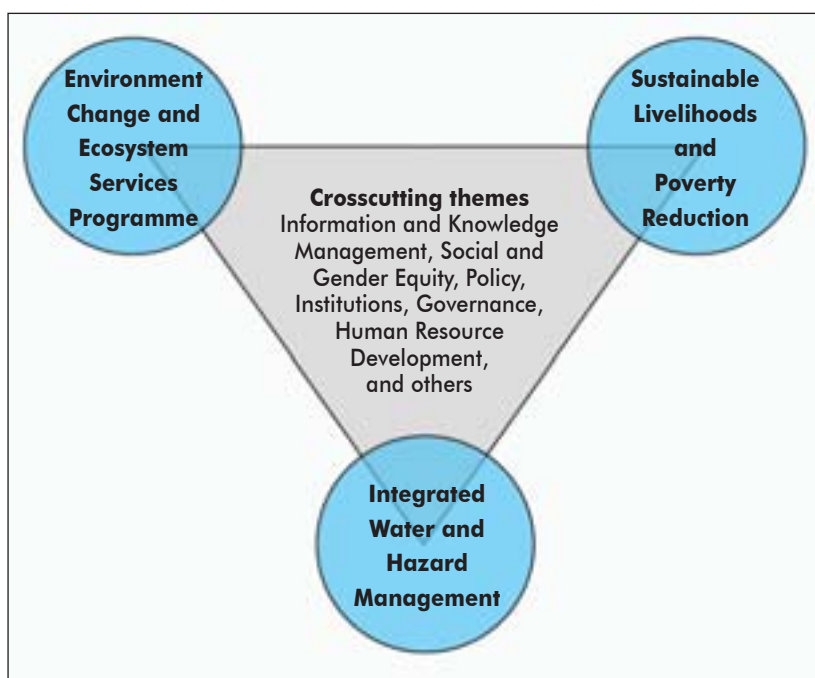 Environment
Change and
Ecosystem
Services
Programme
Sustainable
Livelihoods
and
Poverty
Reduction
Crosscutting themes
Information and Knowledge
Management, Social and
Gender Equity, Policy,
Institutions, Governance,
Human Resource
Development,
and others
Integrated
Water and
Hazard
Management